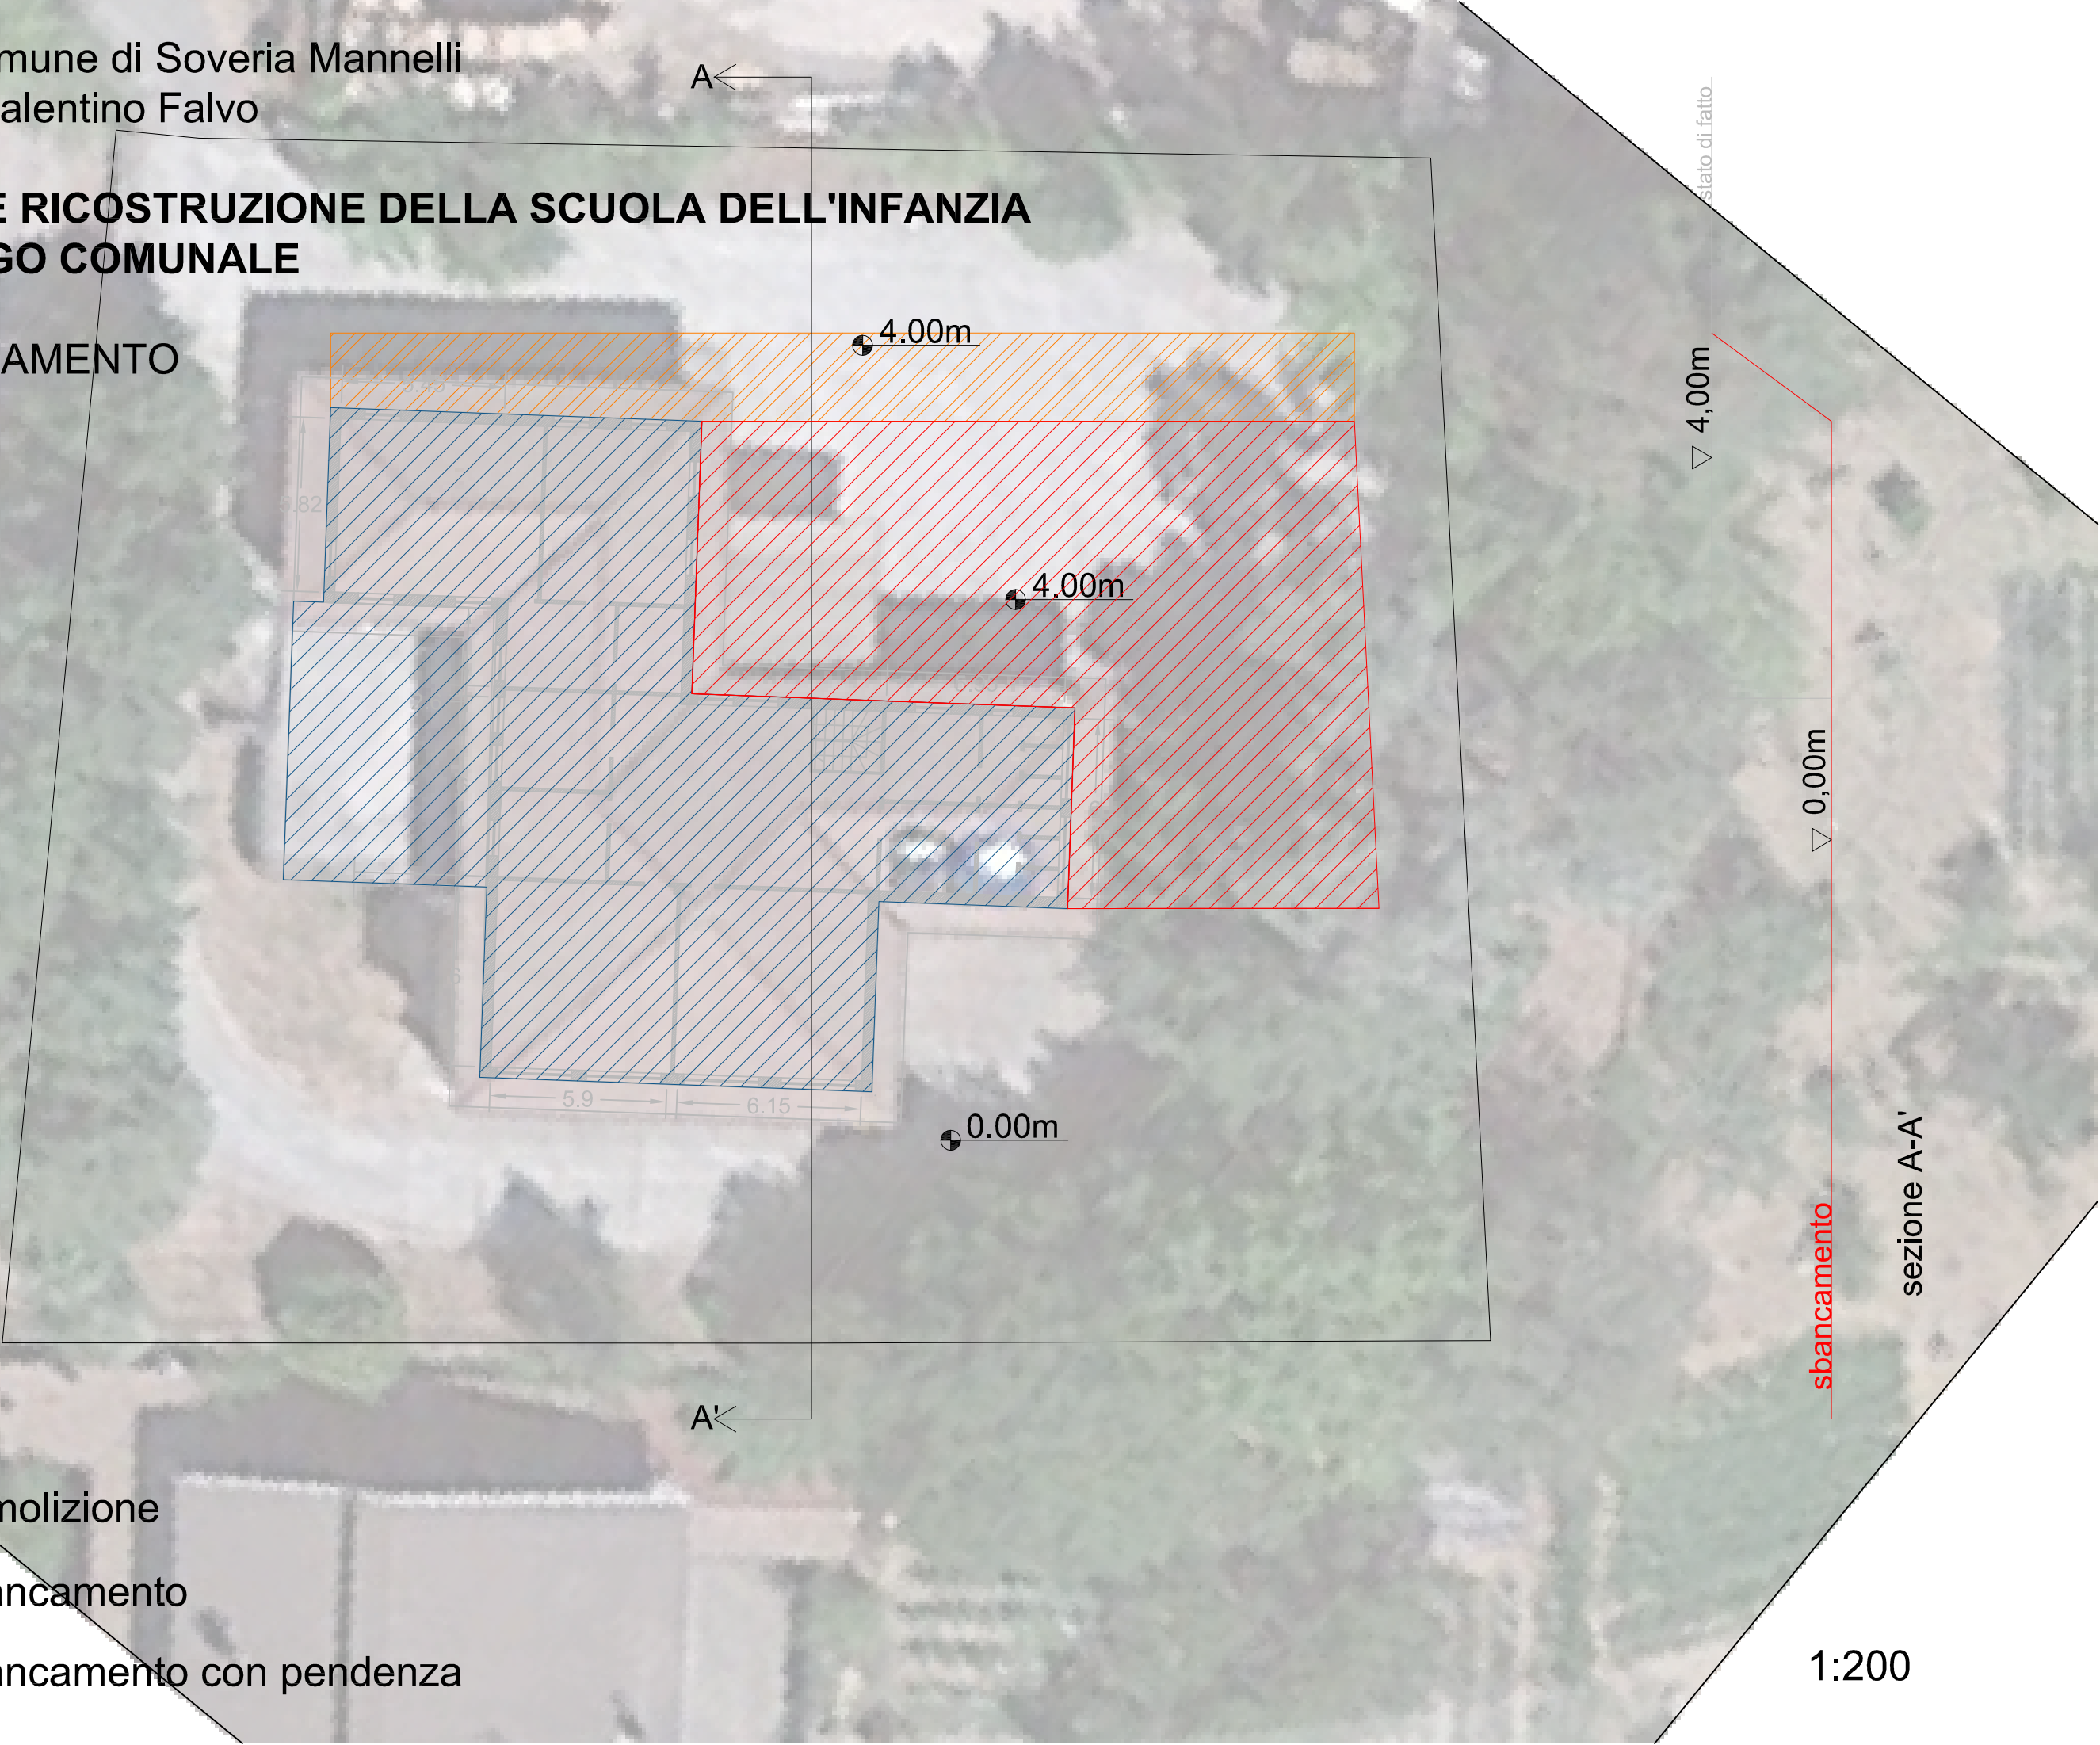 mune di Soveria Mannelli
alentino Falvo
E RICOSTRUZIONE DELLA SCUOLA DELL'INFANZIA
GO COMUNALE
AMENTO
A
4.00m
4.00m
0.00m
5.9
6.15
A'
stato di fatto
4,00m
0,00m
sezione A-A'
sbancamento
molizione
ancamento
ancamento con pendenza
1:200